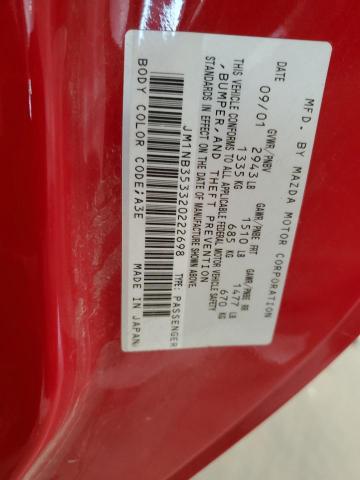 MFD. BY MAZDA MOTOR CORPORATION
DATE GVWR/PNBV GAWR/PNBE FRT GAWR/PNBE RR
09/01 2943LB 1510 LB 1477 LB
1335KG 685 KG 670 KG
THIS VEHICLE CONFORMS TO ALL APPLICABLE FEDERAL MOTOR VEHICLE SAFETY
, BUMPER, AND THEFT PREVENTION
STANDARDS IN EFFECT ON THE DATE OF MANUFACTURE SHOWN ABOVE.
JM1NB353320222698 TYPE: PASSENGER
BODY COLOR CODE;A3E MADE IN JAPAN